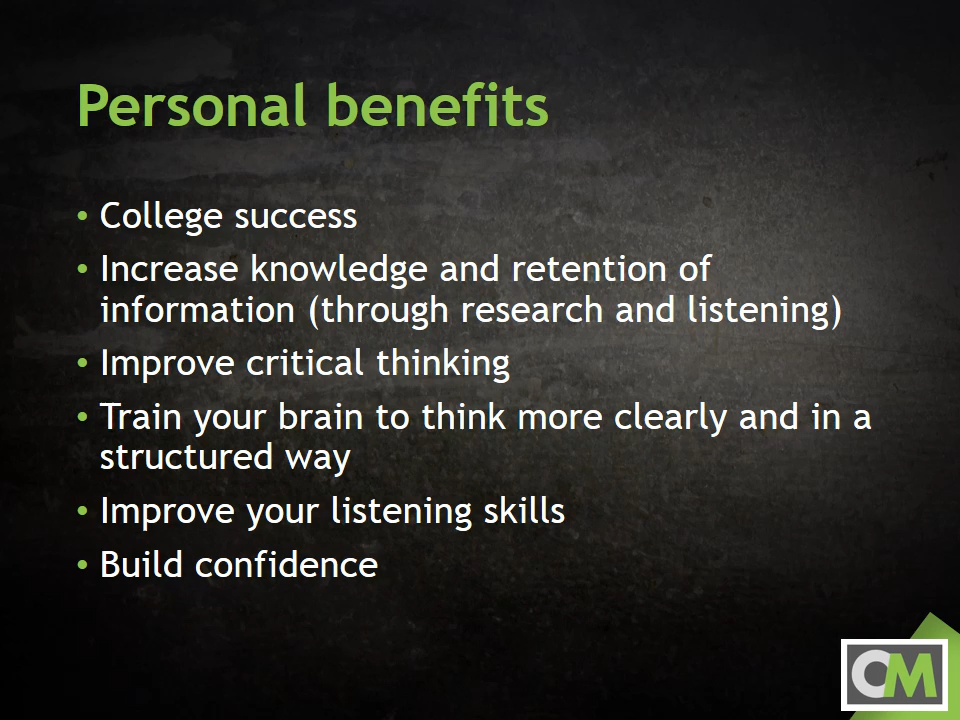 Personal benefits
• College success
• Increase knowledge and retention of
information (through research and listening)
• Improve critical thinking
• Train your brain to think more clearly and in a
structured way
• Improve your listening skills
• Build confidence
CM